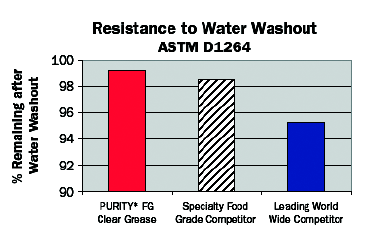 Resistance to Water Washout
ASTM D1264
% Remaining after
Water Washout
100
98
96
94
92
90
PURITY* FG
Clear Grease
Specialty Food
Grade Competitor
Leading World
Wide Competitor